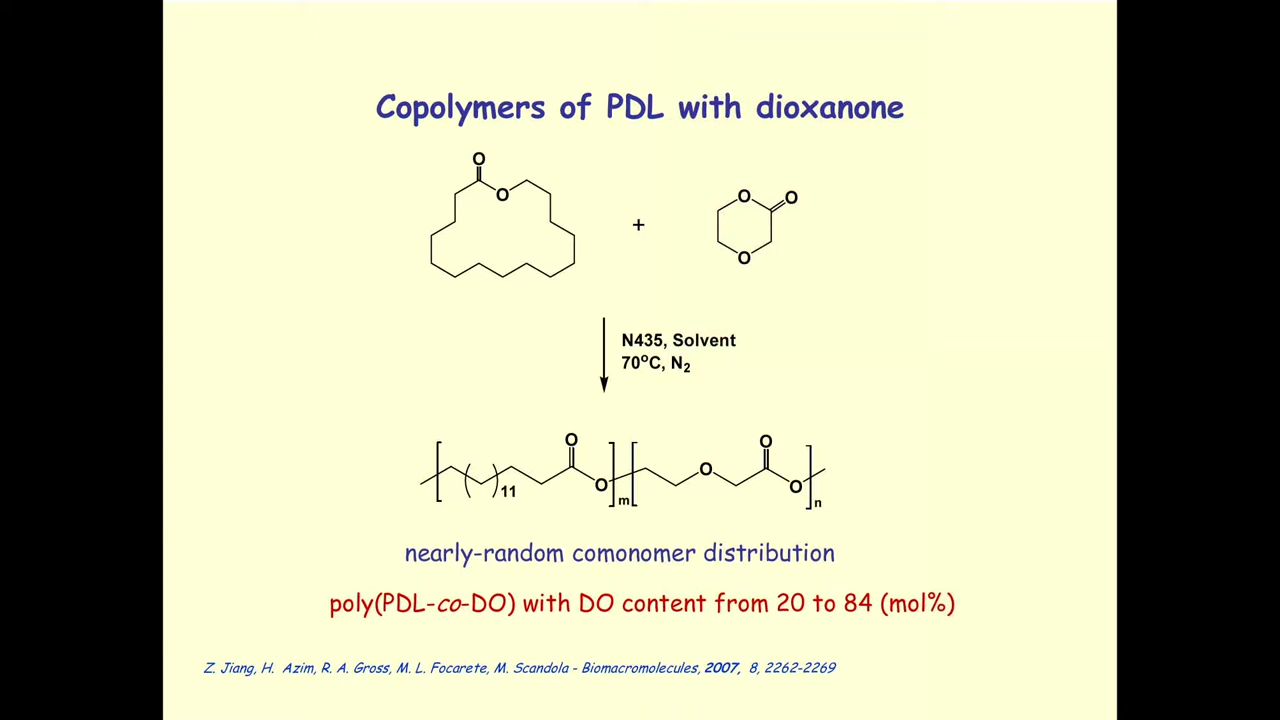 Copolymers of PDL with dioxanone
O
O
+
O
O
O
N435, Solvent
70°C, N2
O
O
11
m
O
O
O
n
nearly-random comonomer distribution
poly(PDL-co-DO) with DO content from 20 to 84 (mol%)
Z. Jiang, H. Azim, R. A. Gross, M. L. Focarete, M. Scandola - Biomacromolecules, 2007, 8, 2262-2269